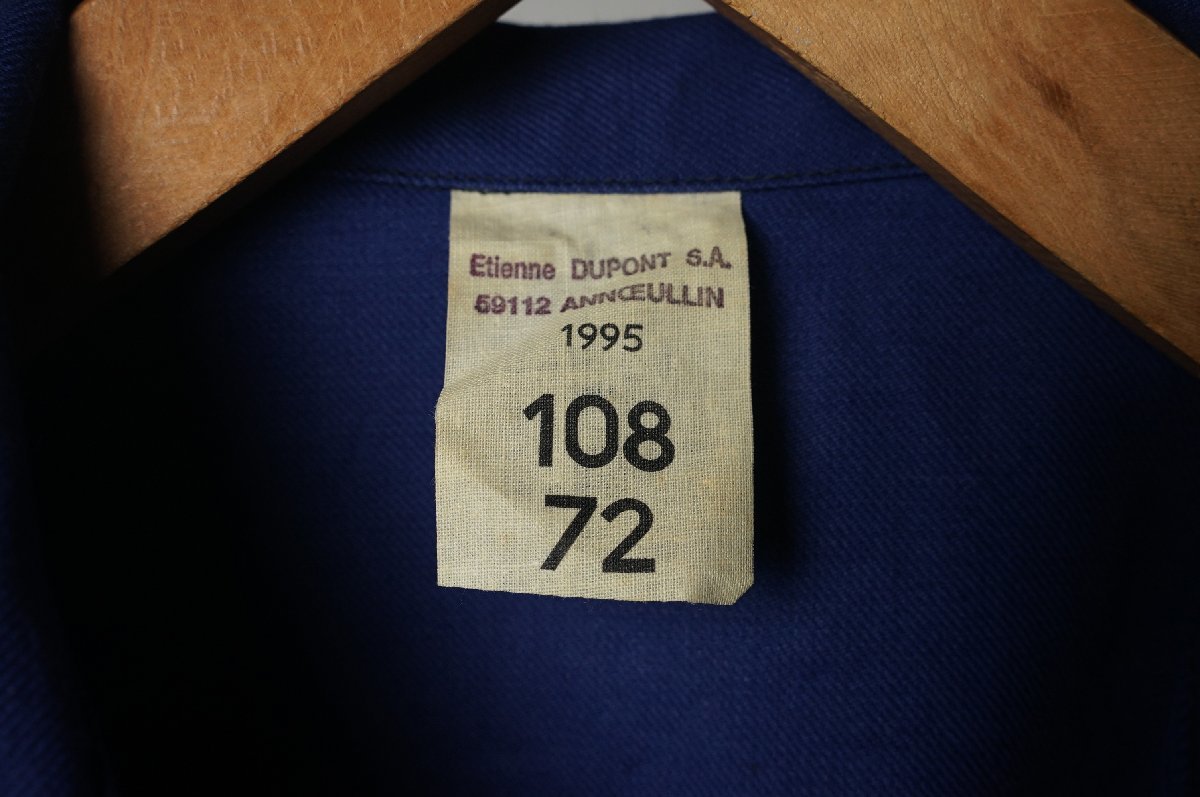 Etienne DUPONT S.A.
59112 ANNŒULLIN
1995
108
72